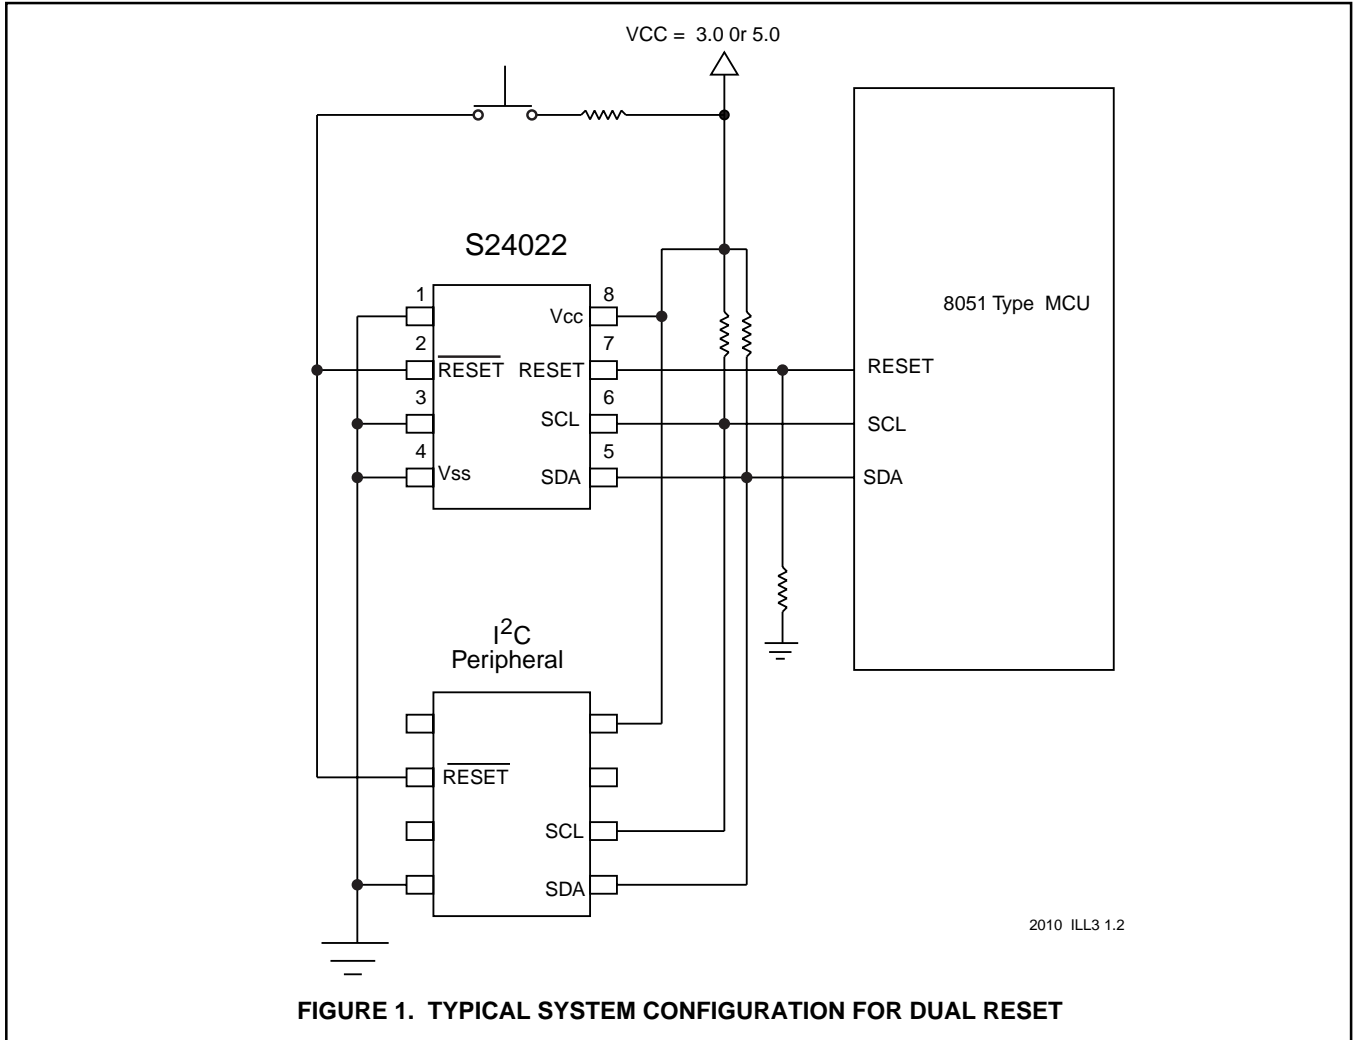 VCC = 3.0 0r 5.0
S24022
8051 Type MCU
1
8
Vcc
2
7
RESET
RESET
RESET
3
6
SCL
SCL
4
5
Vss
SDA
SDA
I2C
Peripheral
RESET
SCL
SDA
2010 ILL3 1.2
FIGURE 1. TYPICAL SYSTEM CONFIGURATION FOR DUAL RESET